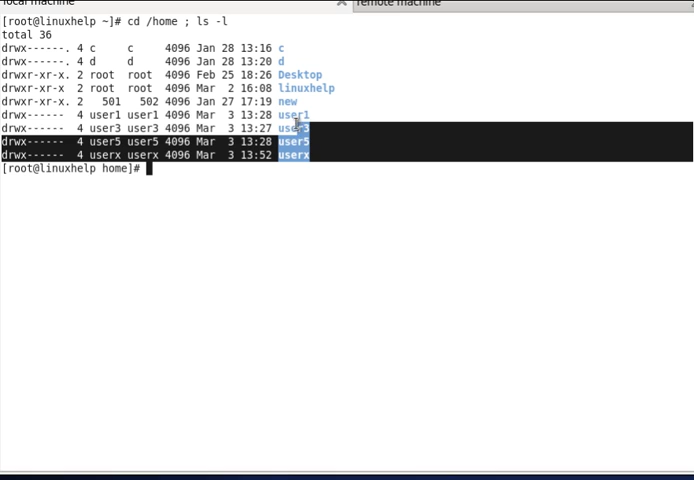 local machine
remote machine
[root@linuxhelp ~]# cd /home ; ls -l
total 36
drwx------. 4 c     c     4096 Jan 28 13:16 c
drwx------. 4 d     d     4096 Jan 28 13:20 d
drwxr-xr-x. 2 root  root  4096 Feb 25 18:26 Desktop
drwxr-xr-x  2 root  root  4096 Mar  2 16:08 linuxhelp
drwxr-xr-x. 2   501   502 4096 Jan 27 17:19 new
drwx------  4 user1 user1 4096 Mar  3 13:28 user1
drwx------  4 user3 user3 4096 Mar  3 13:27 user3
drwx------  4 user5 user5 4096 Mar  3 13:28 user5
drwx------  4 userx userx 4096 Mar  3 13:52 userx
[root@linuxhelp home]#